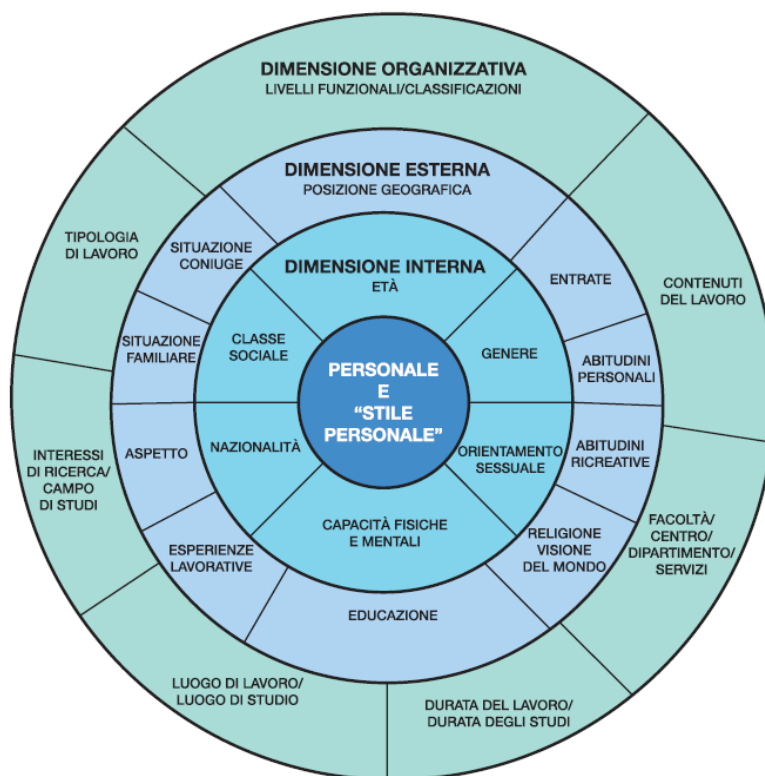 DIMENSIONE ORGANIZZATIVA
LIVELLI FUNZIONALI/CLASSIFICAZIONI
CONTENUTI
DEL LAVORO
FACOLTÀ/
CENTRO/
DIPARTIMENTO/
SERVIZI
DURATA DEL LAVORO/
DURATA DEGLI STUDI
LUOGO DI LAVORO/
LUOGO DI STUDIO
INTERESSI
DI RICERCA/
CAMPO
DI STUDI
TIPOLOGIA
DI LAVORO
DIMENSIONE ESTERNA
POSIZIONE GEOGRAFICA
ENTRATE
ABITUDINI
PERSONALI
ABITUDINI
RICREATIVE
RELIGIONE
VISIONE
DEL MONDO
EDUCAZIONE
ESPERIENZE
LAVORATIVE
ASPETTO
SITUAZIONE
FAMILIARE
SITUAZIONE
CONIUGE
DIMENSIONE INTERNA
ETÀ
GENERE
ORIENTAMENTO
SESSUALE
CAPACITÀ FISICHE
E MENTALI
NAZIONALITÀ
CLASSE
SOCIALE
PERSONALE
E
“STILE
PERSONALE”